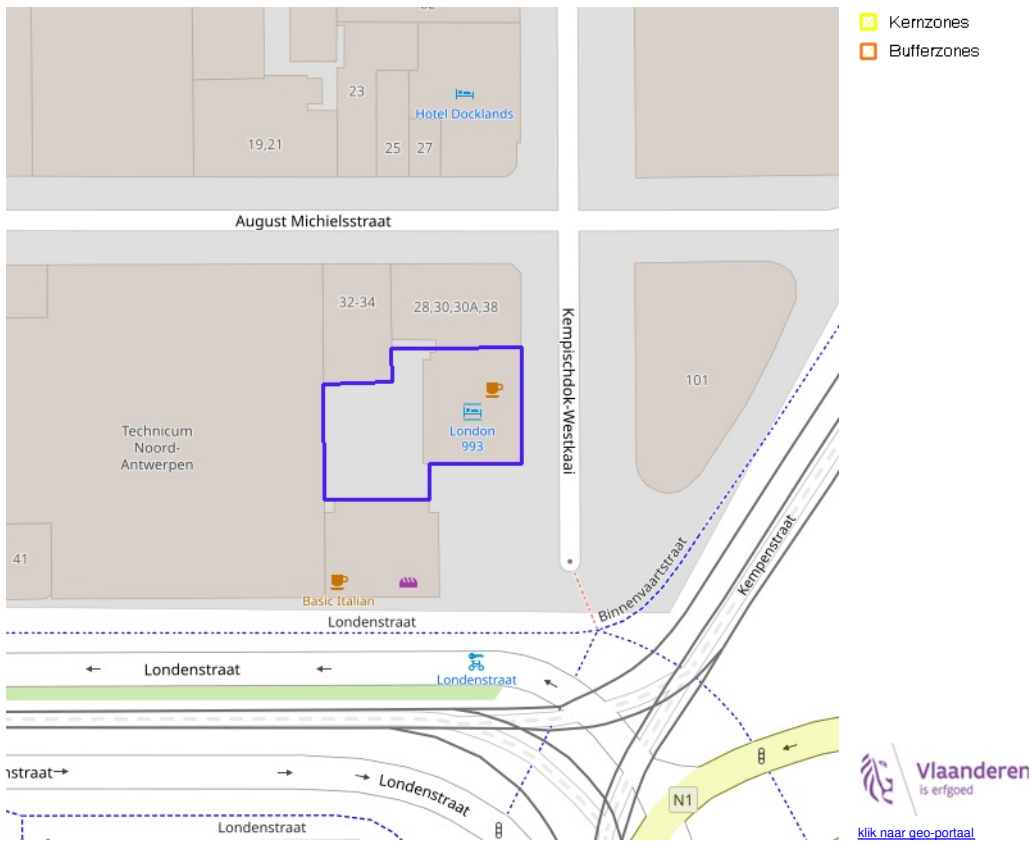 Kernzones
Bufferzones
23
Hotel Docklands
19,21
25
27
August Michielsstraat
32-34
28,30,30A,38
Kempischdok-Westkaai
101
London
993
Technicum
Noord-
Antwerpen
41
Basic Italian
Londenstraat
Binnenvaartstraat
Kempenstraat
Londenstraat
Londenstraat
nstraat
Londenstraat
N1
Londenstraat
Vlaanderen
is erfgoed
klik naar geo-portaal